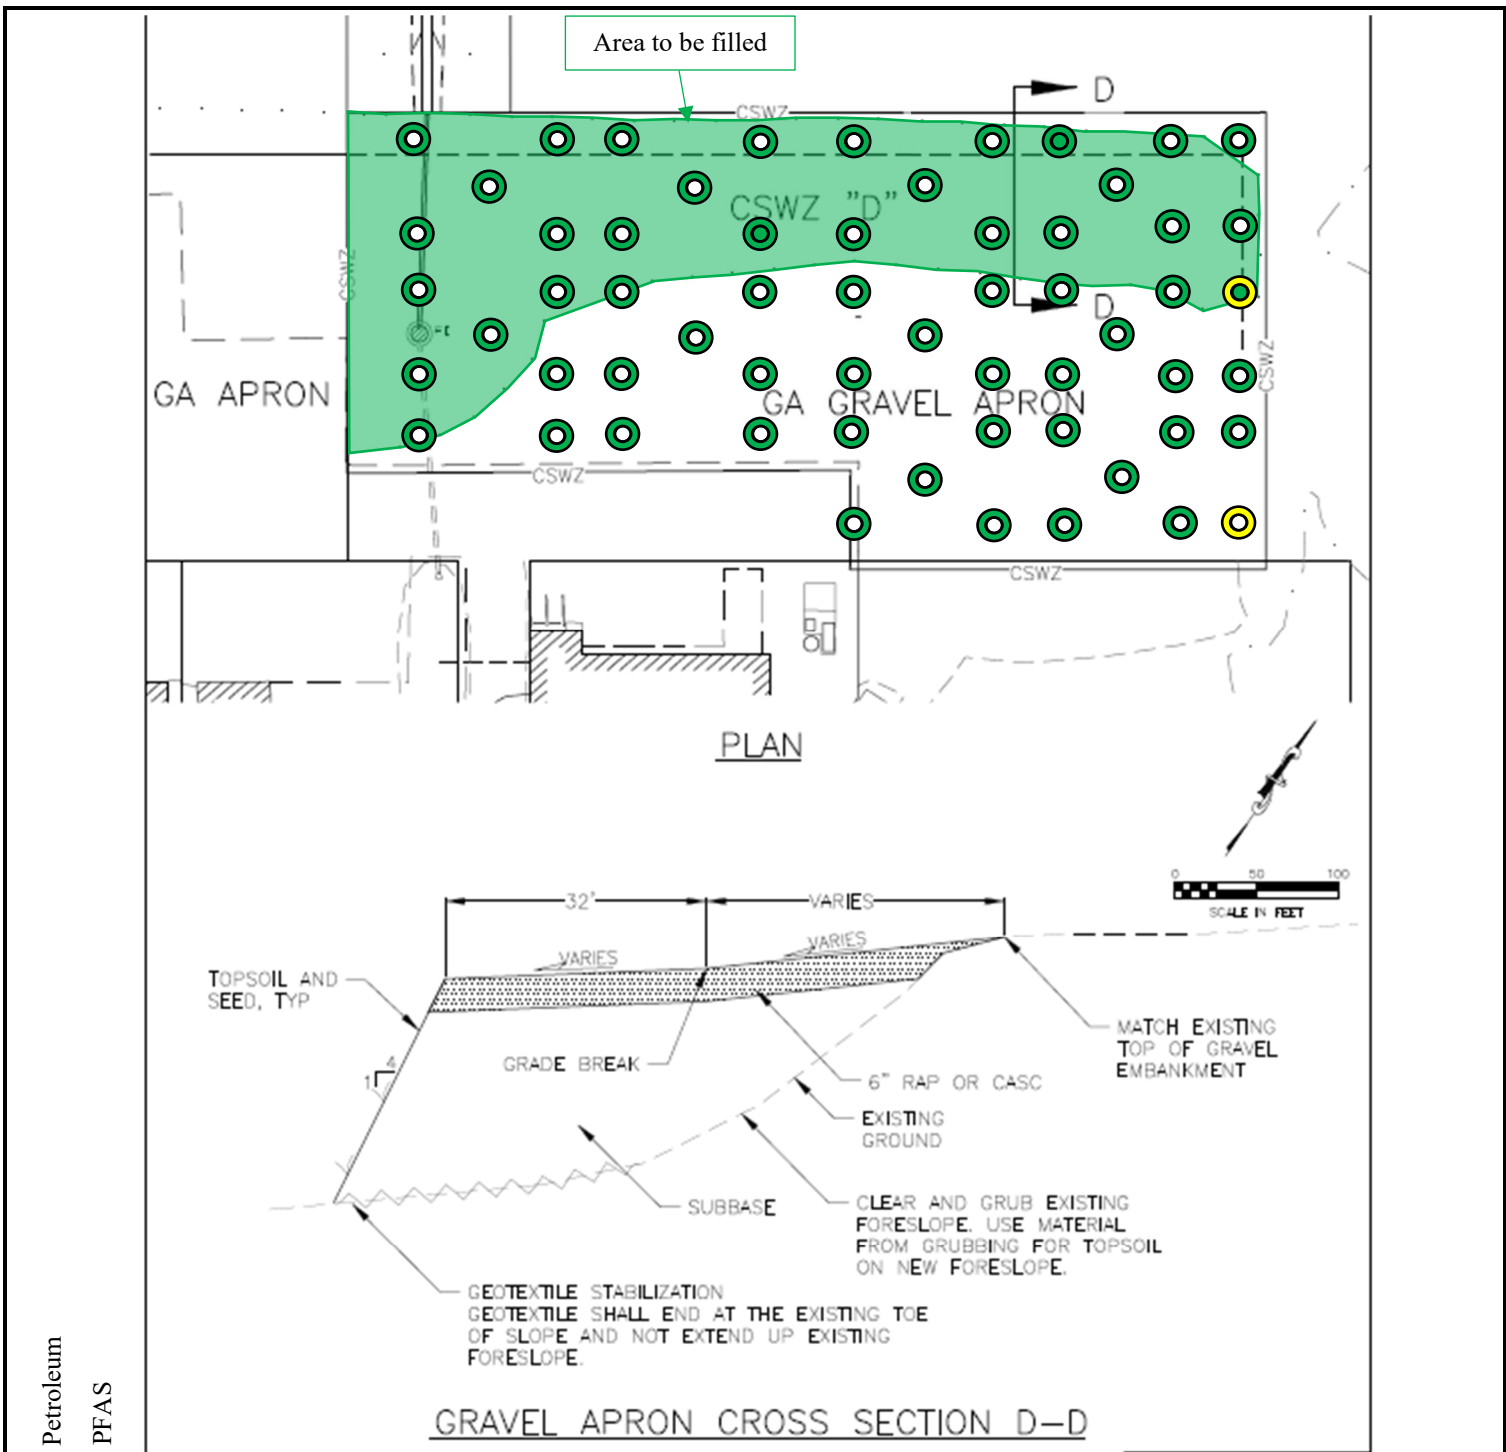 Area to be filled
D
CSWZ
CSWZ "D"
CSWZ
D
GA APRON
GA GRAVEL APRON
CSWZ
CSWZ
CSWZ
PLAN
0 50 100
SCALE IN FEET
32'
VARIES
VARIES
VARIES
TOPSOIL AND
SEED, TYP
GRADE BREAK
MATCH EXISTING
TOP OF GRAVEL
EMBANKMENT
4
1
6" RAP OR CASC
EXISTING
GROUND
SUBBASE
CLEAR AND GRUB EXISTING
FORESLOPE. USE MATERIAL
FROM GRUBBING FOR TOPSOIL
ON NEW FORESLOPE.
GEOTEXTILE STABILIZATION
GEOTEXTILE SHALL END AT THE EXISTING TOE
OF SLOPE AND NOT EXTEND UP EXISTING
FORESLOPE.
GRAVEL APRON CROSS SECTION D-D
Petroleum
PFAS